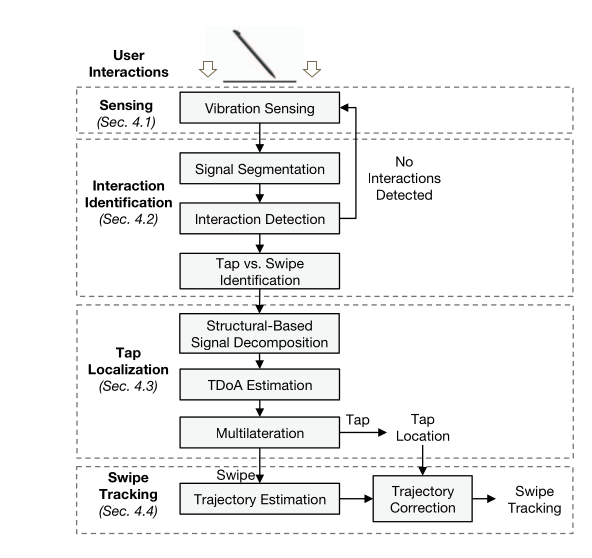 User
Interactions
Sensing
(Sec. 4.1)
Vibration Sensing
Interaction
Identification
(Sec. 4.2)
Signal Segmentation
Interaction Detection
Tap vs. Swipe
Identification
No
Interactions
Detected
Tap
Localization
(Sec. 4.3)
Structural-Based
Signal Decomposition
TDoA Estimation
Multilateration
Tap
Tap
Location
Swipe
Tracking
(Sec. 4.4)
Swipe
Trajectory Estimation
Trajectory
Correction
Swipe
Tracking